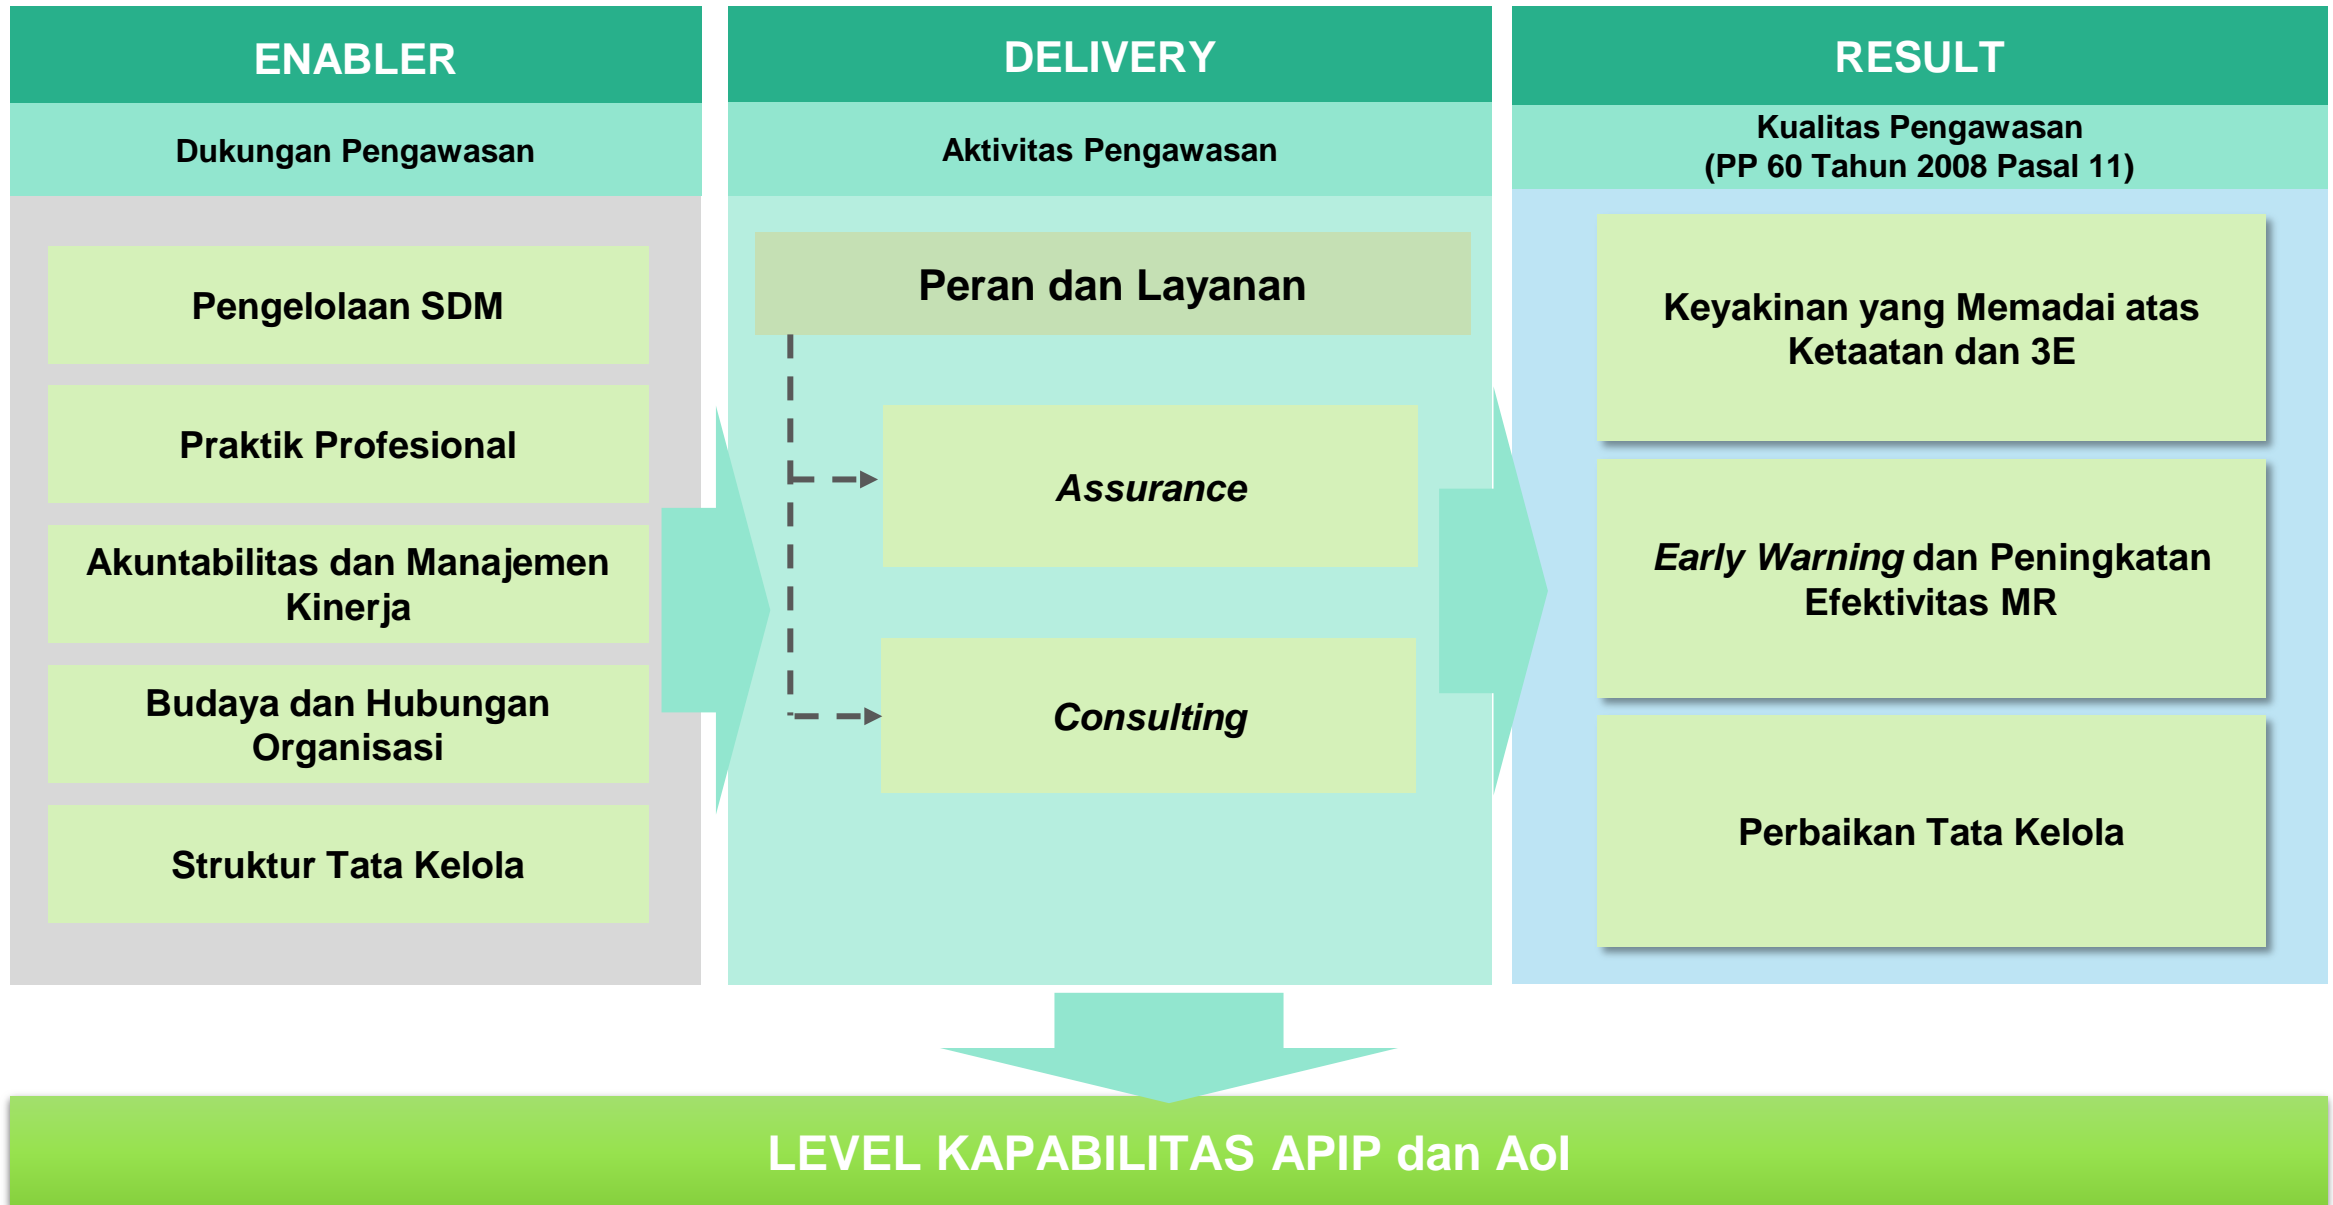 ENABLER
Dukungan Pengawasan
Pengelolaan SDM
Praktik Profesional
Akuntabilitas dan Manajemen
Kinerja
Budaya dan Hubungan
Organisasi
Struktur Tata Kelola
DELIVERY
Aktivitas Pengawasan
Peran dan Layanan
Assurance
Consulting
RESULT
Kualitas Pengawasan
(PP 60 Tahun 2008 Pasal 11)
Keyakinan yang Memadai atas
Ketaatan dan 3E
Early Warning dan Peningkatan
Efektivitas MR
Perbaikan Tata Kelola
LEVEL KAPABILITAS APIP dan AoI